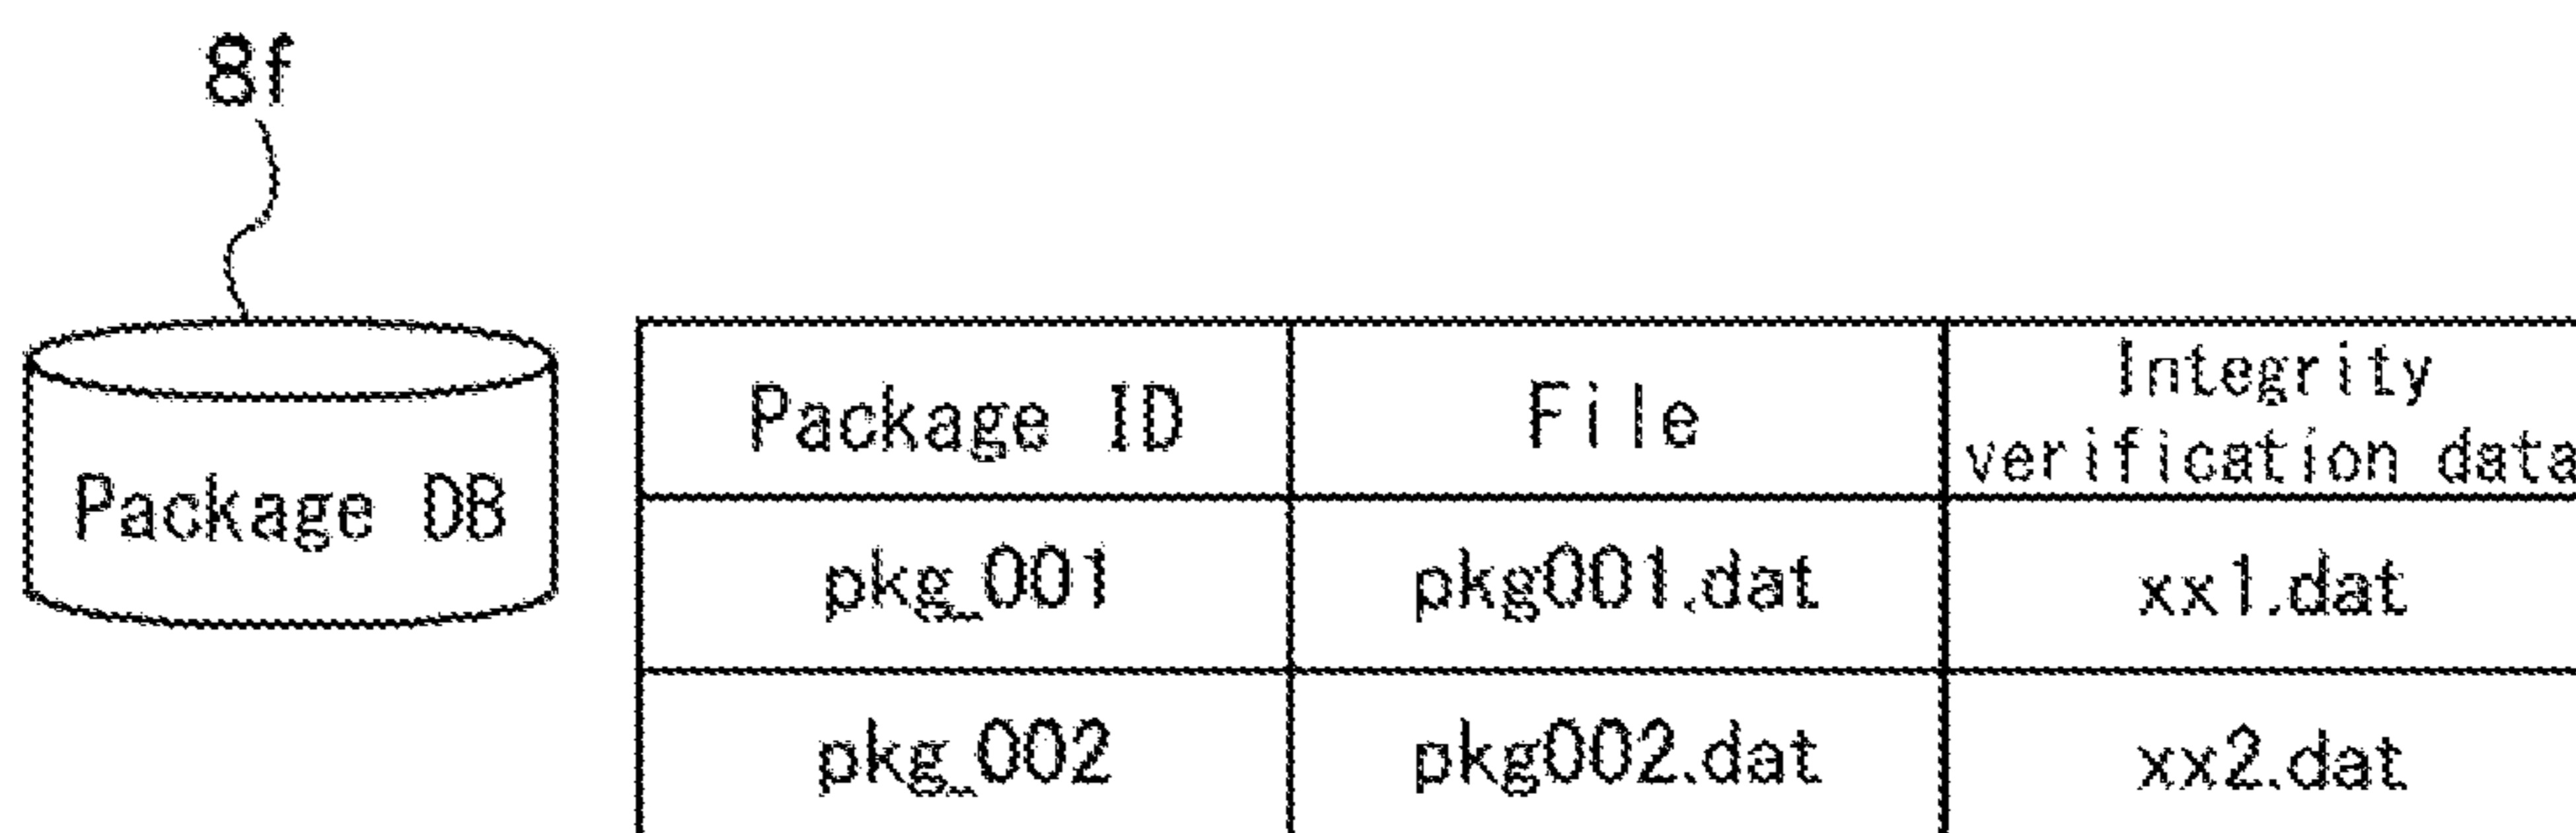 8f
Package DB
Package ID File Integrity
verification data
pkg_001 pkg001.dat xx1.dat
pkg_002 pkg002.dat xx2.dat